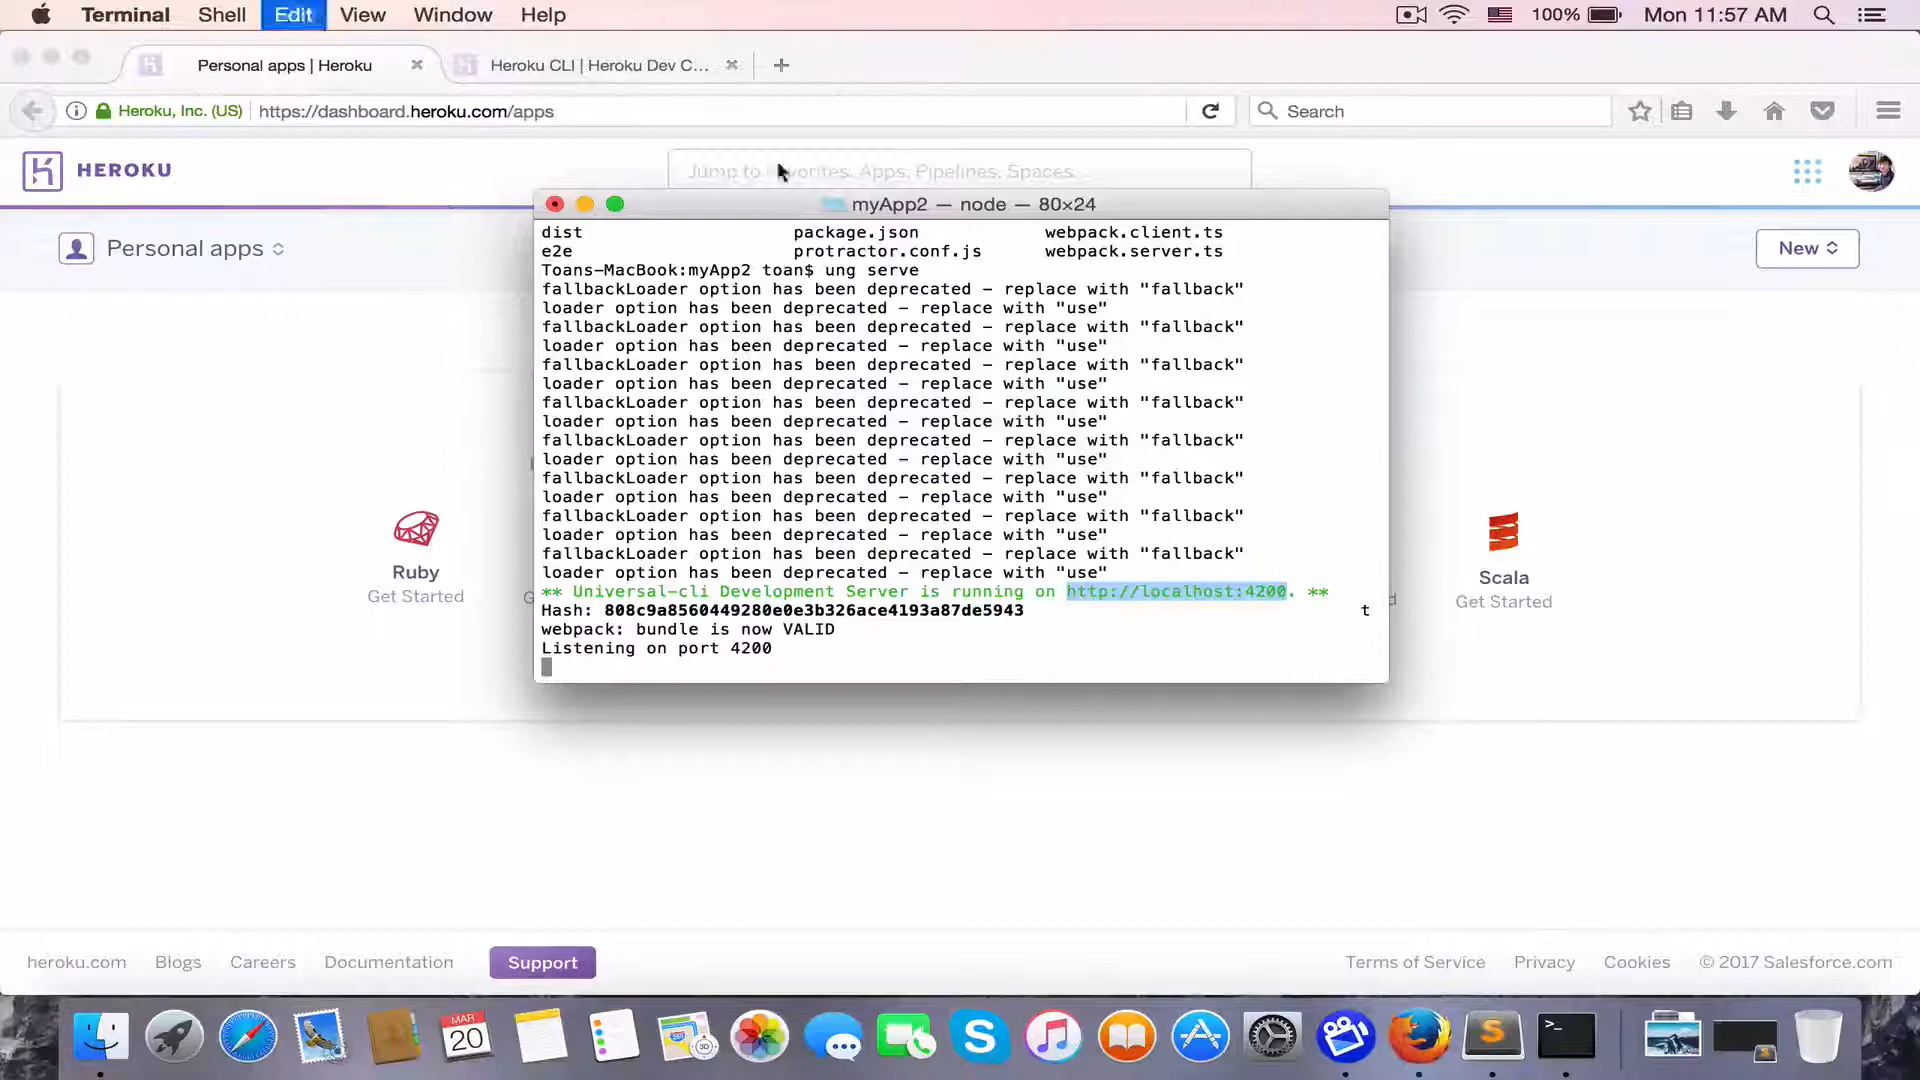 Terminal Shell Edit View Window Help 100% Mon 11:57 AM
Personal apps | Heroku Heroku CLI | Heroku Dev C...
Heroku, Inc. (US) https://dashboard.heroku.com/apps Search
HEROKU Jump to Favorites, Apps, Pipelines, Spaces...
myApp2 — node — 80×24
Personal apps New
dist package.json webpack.client.ts
e2e protractor.conf.js webpack.server.ts
Toans-MacBook:myApp2 toan$ ung serve
fallbackLoader option has been deprecated – replace with "fallback"
loader option has been deprecated – replace with "use"
fallbackLoader option has been deprecated – replace with "fallback"
loader option has been deprecated – replace with "use"
fallbackLoader option has been deprecated – replace with "fallback"
loader option has been deprecated – replace with "use"
fallbackLoader option has been deprecated – replace with "fallback"
loader option has been deprecated – replace with "use"
fallbackLoader option has been deprecated – replace with "fallback"
loader option has been deprecated – replace with "use"
fallbackLoader option has been deprecated – replace with "fallback"
loader option has been deprecated – replace with "use"
fallbackLoader option has been deprecated – replace with "fallback"
loader option has been deprecated – replace with "use"
fallbackLoader option has been deprecated – replace with "fallback"
loader option has been deprecated – replace with "use"
** Universal-cli Development Server is running on http://localhost:4200. **
Hash: 808c9a8560449280e0e3b326ace4193a87de5943 t
webpack: bundle is now VALID
Listening on port 4200
Ruby
Get Started
Scala
Get Started
heroku.com Blogs Careers Documentation Support Terms of Service Privacy Cookies © 2017 Salesforce.com
MAR
20
3D